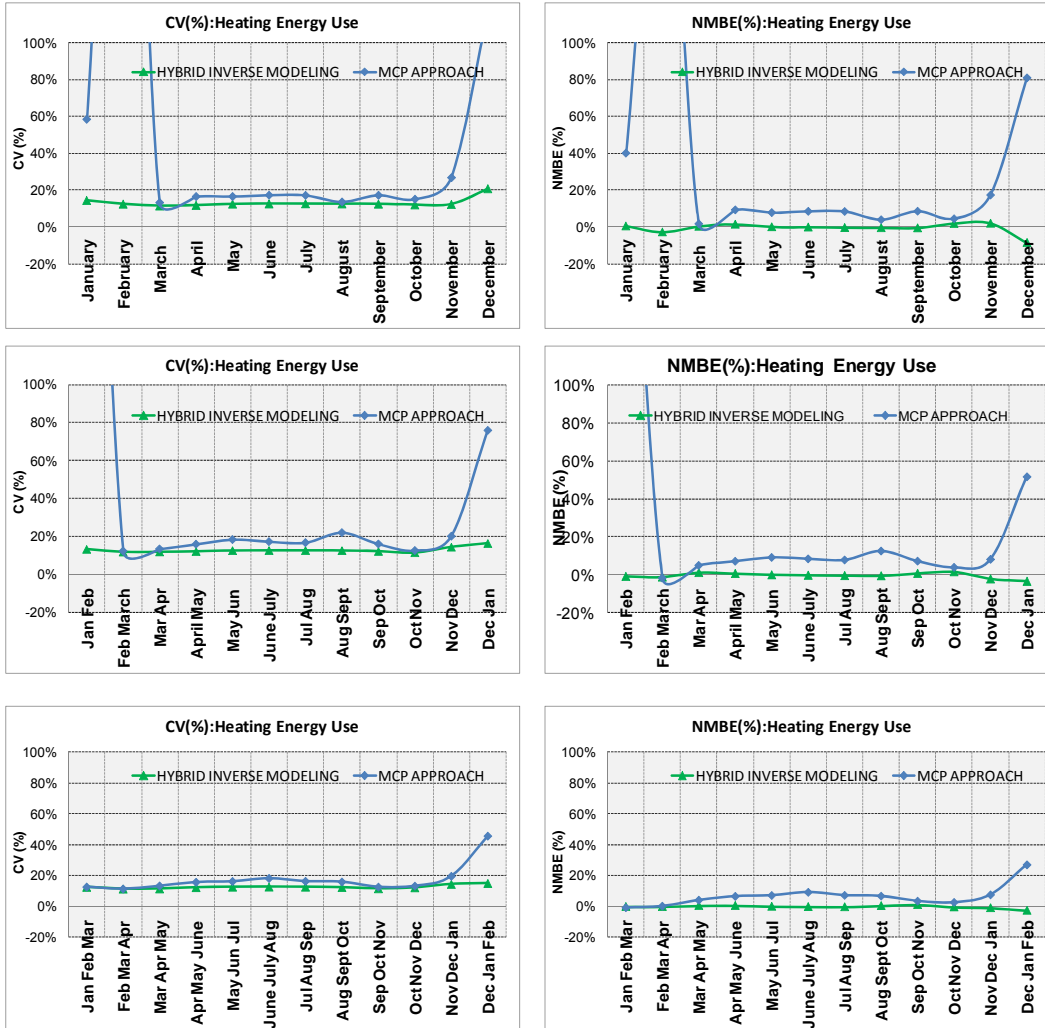 CV(%):Heating Energy Use
100%
80%
60%
40%
20%
0%
-20%
CV (%)
HYBRID INVERSE MODELING
MCP APPROACH
January
February
March
April
May
June
July
August
September
October
November
December
NMBE(%):Heating Energy Use
100%
80%
60%
40%
20%
0%
-20%
NMBE (%)
HYBRID INVERSE MODELING
MCP APPROACH
January
February
March
April
May
June
July
August
September
October
November
December
CV(%):Heating Energy Use
100%
80%
60%
40%
20%
0%
-20%
CV (%)
HYBRID INVERSE MODELING
MCP APPROACH
Jan Feb
Feb March
Mar Apr
April May
May Jun
June July
Jul Aug
Aug Sept
Sep Oct
Oct Nov
Nov Dec
Dec Jan
NMBE(%):Heating Energy Use
100%
80%
60%
40%
20%
0%
-20%
NMBE (%)
HYBRID INVERSE MODELING
MCP APPROACH
Jan Feb
Feb March
Mar Apr
April May
May Jun
June July
Jul Aug
Aug Sept
Sep Oct
Oct Nov
Nov Dec
Dec Jan
CV(%):Heating Energy Use
100%
80%
60%
40%
20%
0%
-20%
CV (%)
HYBRID INVERSE MODELING
MCP APPROACH
Jan Feb Mar
Feb Mar Apr
Mar Apr May
Apr May June
May Jun Jul
June July Aug
Jul Aug Sep
Aug Sept Oct
Sep Oct Nov
Oct Nov Dec
Nov Dec Jan
Dec Jan Feb
NMBE(%):Heating Energy Use
100%
80%
60%
40%
20%
0%
-20%
NMBE (%)
HYBRID INVERSE MODELING
MCP APPROACH
Jan Feb Mar
Feb Mar Apr
Mar Apr May
Apr May June
May Jun Jul
June July Aug
Jul Aug Sep
Aug Sept Oct
Sep Oct Nov
Oct Nov Dec
Nov Dec Jan
Dec Jan Feb